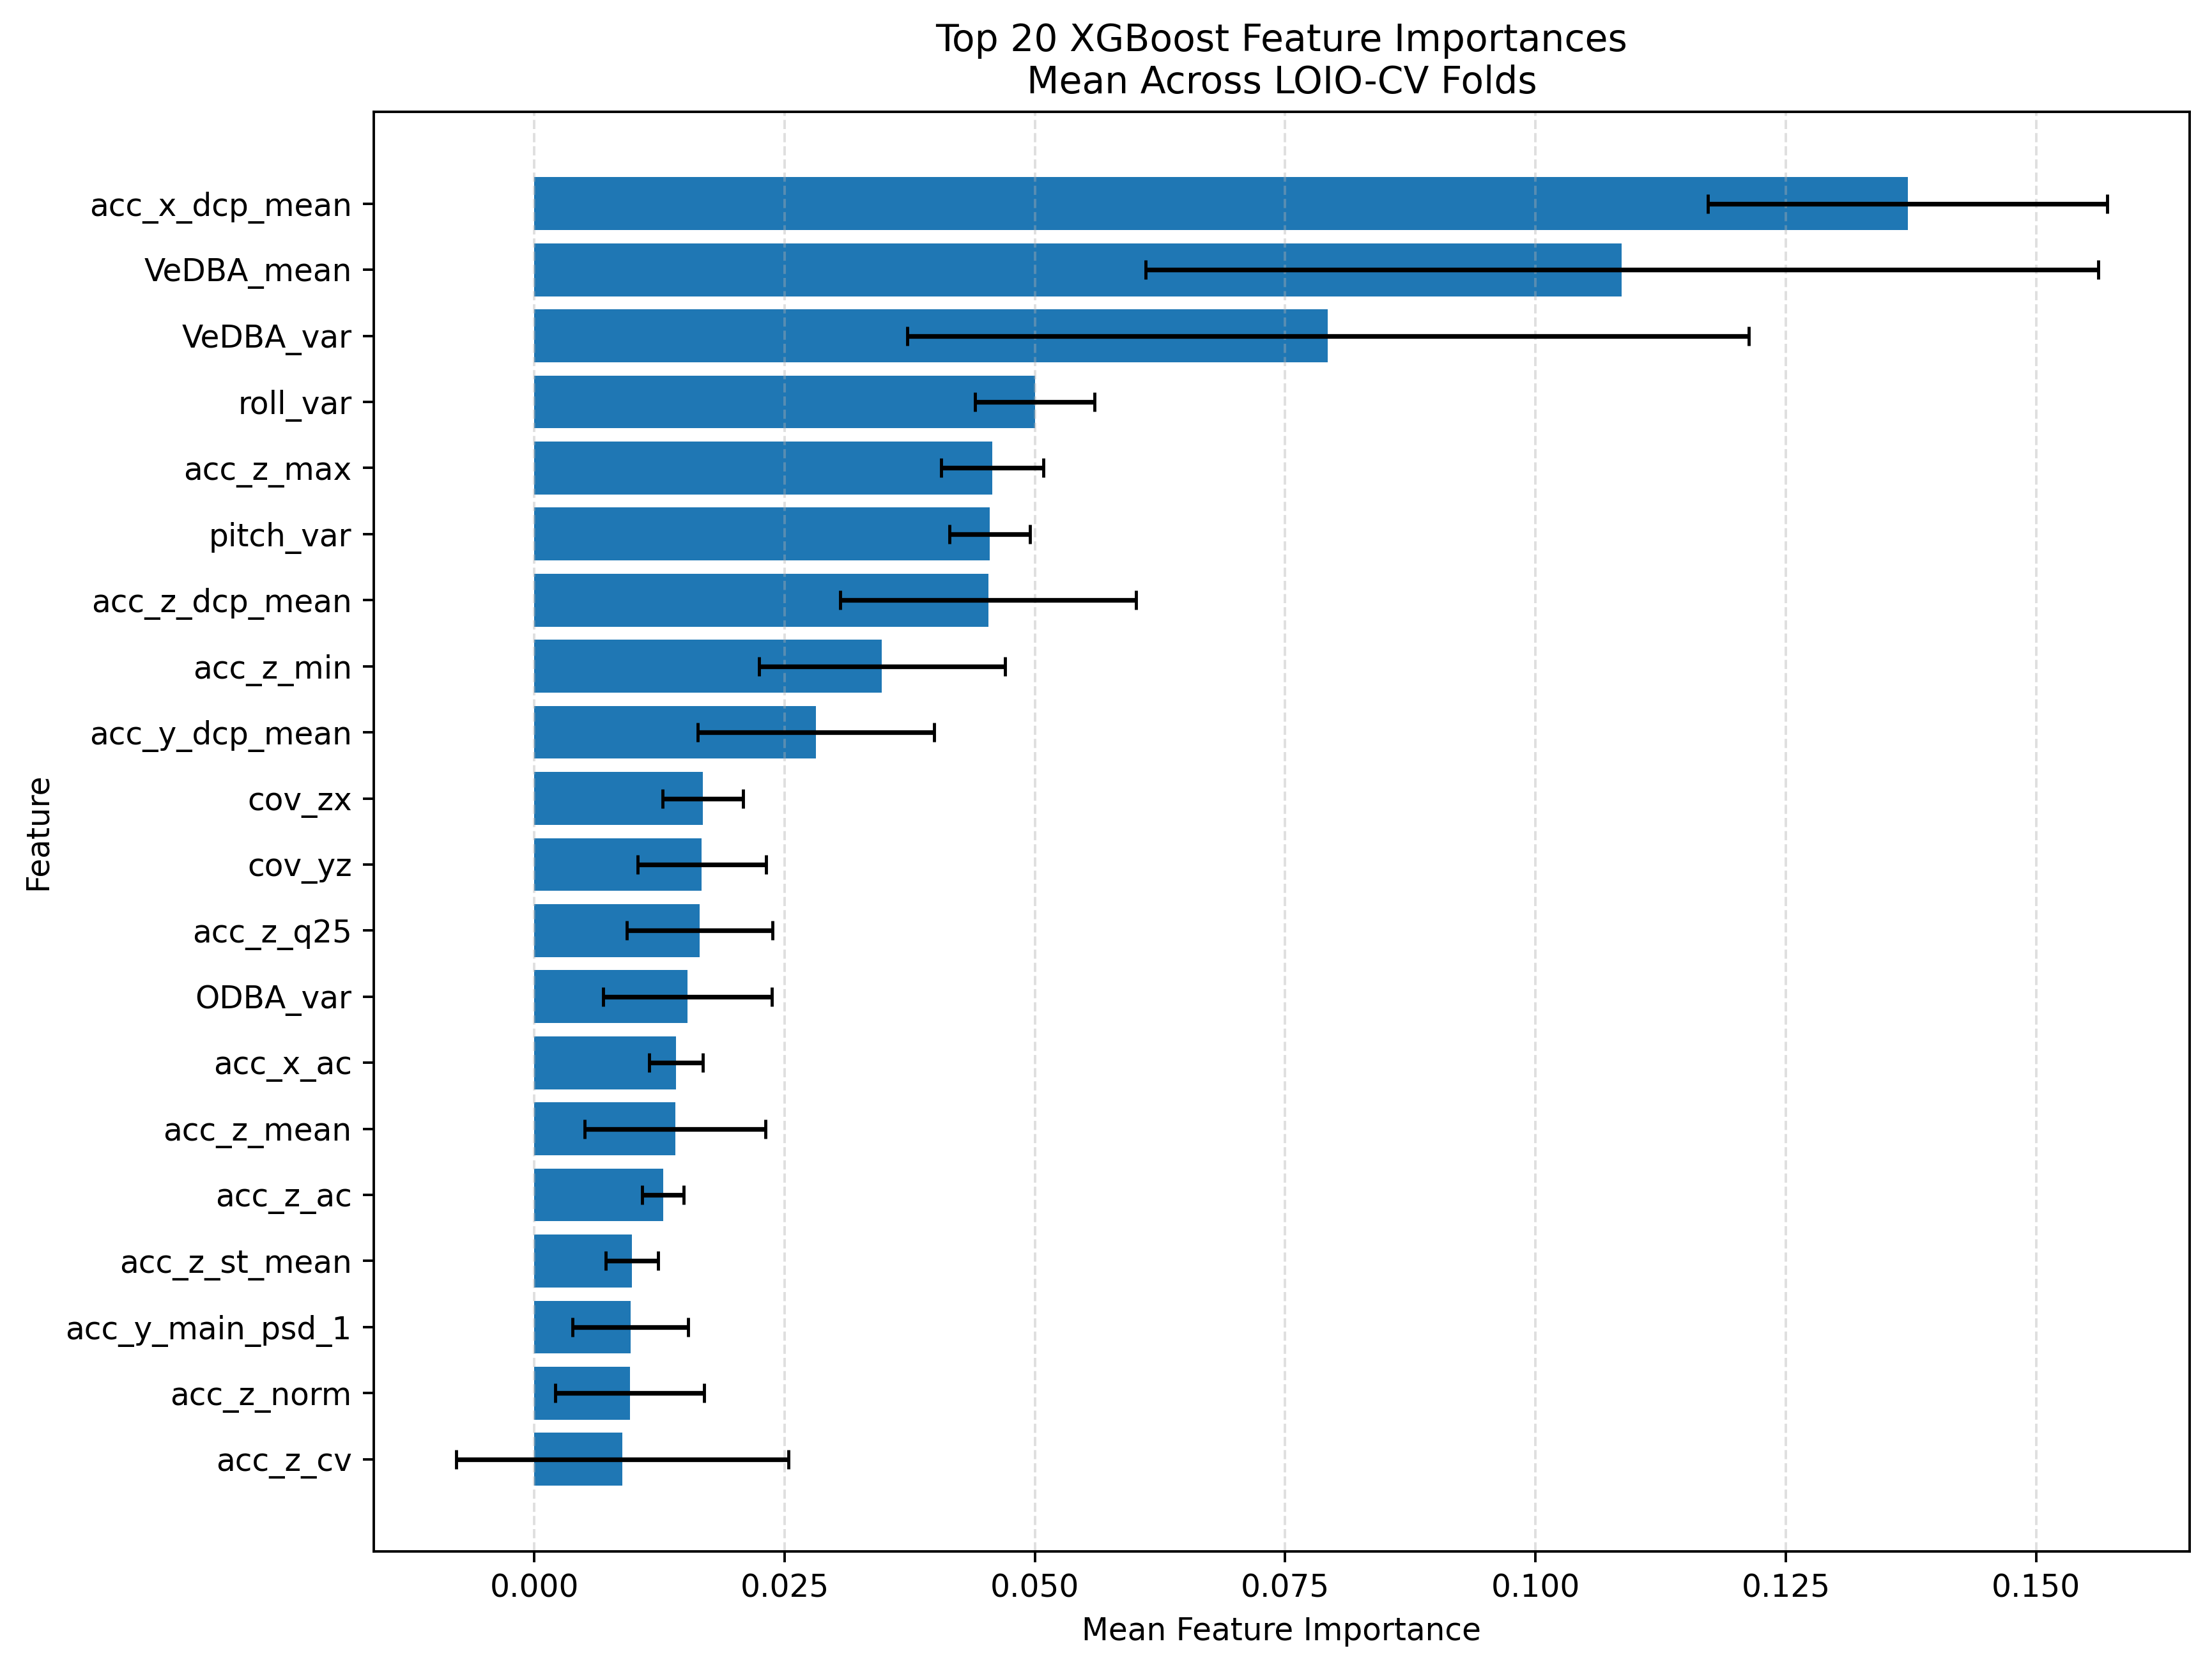 Top 20 XGBoost Feature Importances
Mean Across LOIO-CV Folds
Feature
acc_x_dcp_mean
VeDBA_mean
VeDBA_var
roll_var
acc_z_max
pitch_var
acc_z_dcp_mean
acc_z_min
acc_y_dcp_mean
cov_zx
cov_yz
acc_z_q25
ODBA_var
acc_x_ac
acc_z_mean
acc_z_ac
acc_z_st_mean
acc_y_main_psd_1
acc_z_norm
acc_z_cv
0.000 0.025 0.050 0.075 0.100 0.125 0.150
Mean Feature Importance